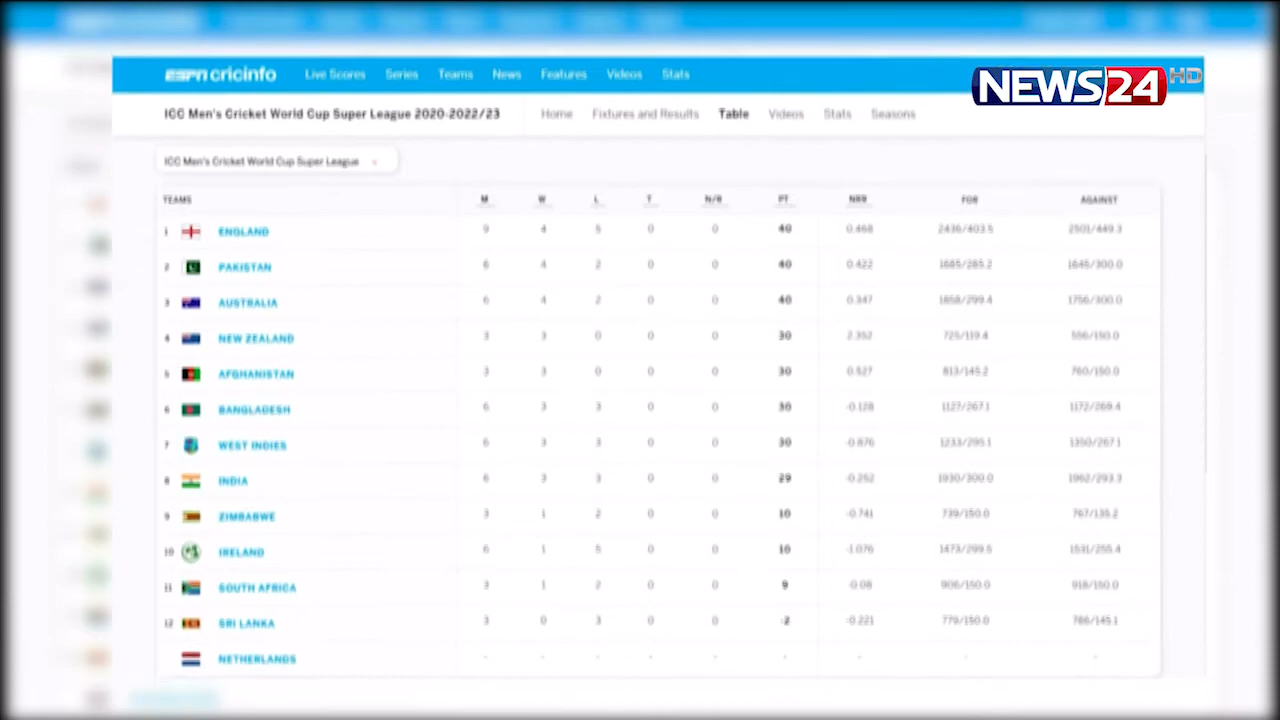 ESPN cricinfo Live Scores Series Teams News Features Videos Stats
NEWS 24 HD
ICC Men's Cricket World Cup Super League 2020-2022/23 Home Fixtures and Results Table Videos Stats Seasons
ICC Men's Cricket World Cup Super League
TEAMS M W L T N/R PT NRR FOR AGAINST
1 ENGLAND 9 4 5 0 0 40 0.468 2436/403.5 2501/449.3
2 PAKISTAN 6 4 2 0 0 40 0.422 1685/285.2 1645/300.0
3 AUSTRALIA 6 4 2 0 0 40 0.347 1858/299.4 1756/300.0
4 NEW ZEALAND 3 3 0 0 0 30 2.352 725/119.4 556/150.0
5 AFGHANISTAN 3 3 0 0 0 30 0.527 813/145.2 760/150.0
6 BANGLADESH 6 3 3 0 0 30 -0.128 1127/267.1 1172/269.4
7 WEST INDIES 6 3 3 0 0 30 -0.876 1233/295.1 1350/267.1
8 INDIA 6 3 3 0 0 29 -0.252 1930/300.0 1962/293.3
9 ZIMBABWE 3 1 2 0 0 10 -0.741 739/150.0 767/135.2
10 IRELAND 6 1 5 0 0 10 -1.076 1473/299.5 1531/255.4
11 SOUTH AFRICA 3 1 2 0 0 9 -0.08 906/150.0 918/150.0
12 SRI LANKA 3 0 3 0 0 -2 -0.221 779/150.0 786/145.1
NETHERLANDS - - - - - - - - -